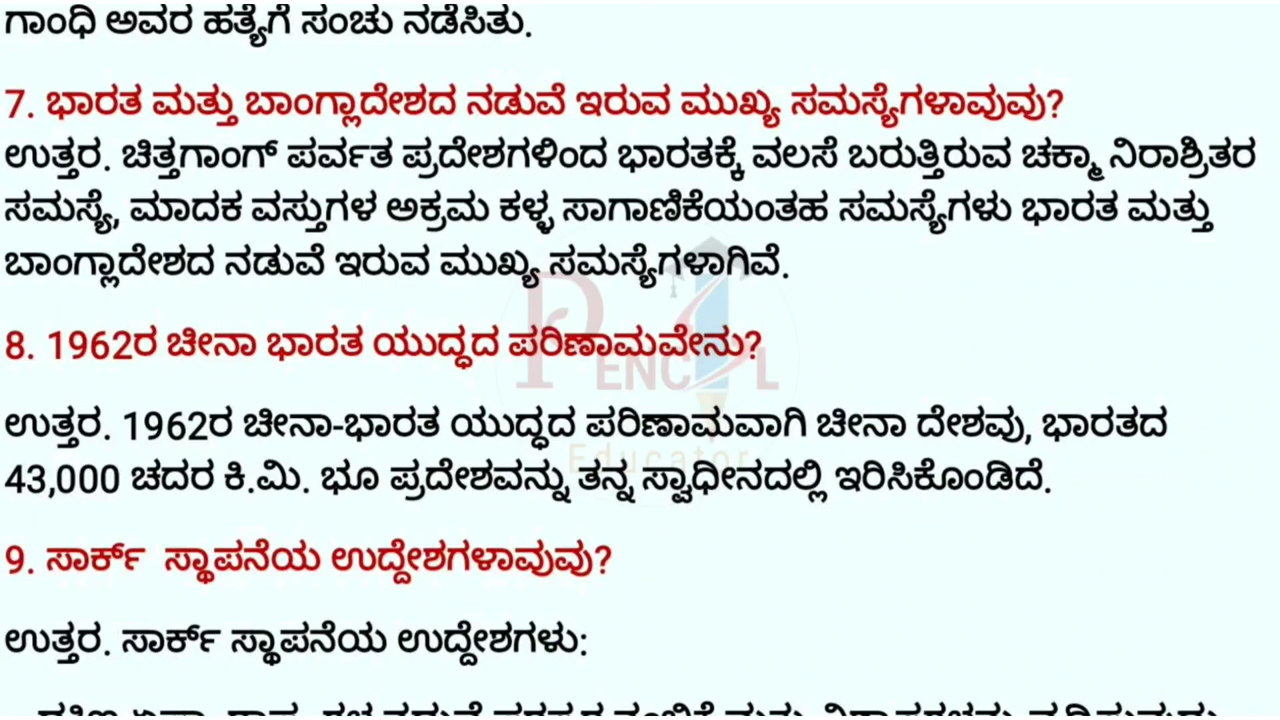 ಗಾಂಧಿ ಅವರ ಹತ್ಯೆಗೆ ಸಂಚು ನಡೆಸಿತು.
7. ಭಾರತ ಮತ್ತು ಬಾಂಗ್ಲಾದೇಶದ ನಡುವೆ ಇರುವ ಮುಖ್ಯ ಸಮಸ್ಯೆಗಳಾವುವು?
ಉತ್ತರ. ಚಿತ್ತಗಾಂಗ್ ಪರ್ವತ ಪ್ರದೇಶಗಳಿಂದ ಭಾರತಕ್ಕೆ ವಲಸೆ ಬರುತ್ತಿರುವ ಚಕ್ಮಾ ನಿರಾಶ್ರಿತರ
ಸಮಸ್ಯೆ, ಮಾದಕ ವಸ್ತುಗಳ ಅಕ್ರಮ ಕಳ್ಳ ಸಾಗಾಣಿಕೆಯಂತಹ ಸಮಸ್ಯೆಗಳು ಭಾರತ ಮತ್ತು
ಬಾಂಗ್ಲಾದೇಶದ ನಡುವೆ ಇರುವ ಮುಖ್ಯ ಸಮಸ್ಯೆಗಳಾಗಿವೆ.
8. 1962ರ ಚೀನಾ ಭಾರತ ಯುದ್ಧದ ಪರಿಣಾಮವೇನು?
PENCIL
ಉತ್ತರ. 1962ರ ಚೀನಾ-ಭಾರತ ಯುದ್ಧದ ಪರಿಣಾಮವಾಗಿ ಚೀನಾ ದೇಶವು, ಭಾರತದ
Educator
43,000 ಚದರ ಕಿ.ಮಿ. ಭೂ ಪ್ರದೇಶವನ್ನು ತನ್ನ ಸ್ವಾಧೀನದಲ್ಲಿ ಇರಿಸಿಕೊಂಡಿದೆ.
9. ಸಾರ್ಕ್ ಸ್ಥಾಪನೆಯ ಉದ್ದೇಶಗಳಾವುವು?
ಉತ್ತರ. ಸಾರ್ಕ್ ಸ್ಥಾಪನೆಯ ಉದ್ದೇಶಗಳು: